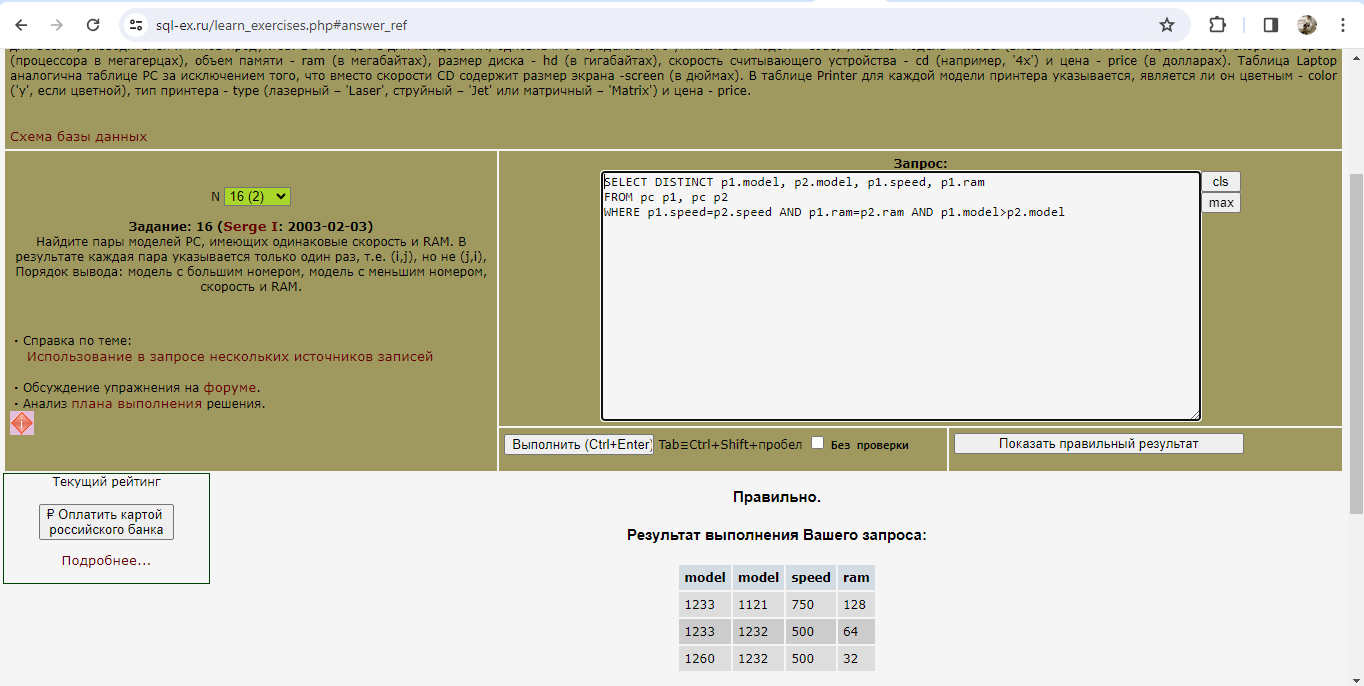 sql-ex.ru/learn_exercises.php#answer_ref
(процессора в мегагерцах), объем памяти - ram (в мегабайтах), размер диска - hd (в гигабайтах), скорость считывающего устройства - cd (например, '4x') и цена - price (в долларах). Таблица Laptop
аналогична таблице PC за исключением того, что вместо скорости CD содержит размер экрана -screen (в дюймах). В таблице Printer для каждой модели принтера указывается, является ли он цветным - color
('y', если цветной), тип принтера - type (лазерный – 'Laser', струйный – 'Jet' или матричный – 'Matrix') и цена - price.
Схема базы данных
N 16 (2)
Задание: 16 (Serge I: 2003-02-03)
Найдите пары моделей PC, имеющих одинаковые скорость и RAM. В
результате каждая пара указывается только один раз, т.е. (i,j), но не (j,i),
Порядок вывода: модель с большим номером, модель с меньшим номером,
скорость и RAM.
· Справка по теме:
Использование в запросе нескольких источников записей
· Обсуждение упражнения на форуме.
· Анализ плана выполнения решения.
Запрос:
SELECT DISTINCT p1.model, p2.model, p1.speed, p1.ram
FROM pc p1, pc p2
WHERE p1.speed=p2.speed AND p1.ram=p2.ram AND p1.model>p2.model
cls
max
Выполнить (Ctrl+Enter) Tab≡Ctrl+Shift+пробел Без проверки
Показать правильный результат
Текущий рейтинг
₽ Оплатить картой
российского банка
Подробнее...
Правильно.
Результат выполнения Вашего запроса:
model model speed ram
1233 1121 750 128
1233 1232 500 64
1260 1232 500 32